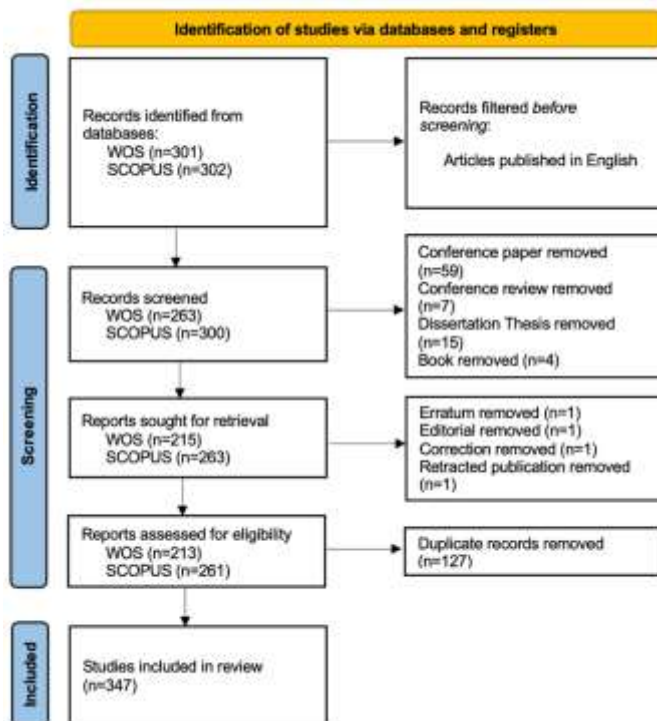 Identification of studies via databases and registers
Identification
Records identified from
databases:
WOS (n=301)
SCOPUS (n=302)
Records filtered before
screening:
Articles published in English
Screening
Records screened
WOS (n=263)
SCOPUS (n=300)
Conference paper removed
(n=59)
Conference review removed
(n=7)
Dissertation Thesis removed
(n=15)
Book removed (n=4)
Reports sought for retrieval
WOS (n=215)
SCOPUS (n=263)
Erratum removed (n=1)
Editorial removed (n=1)
Correction removed (n=1)
Retracted publication removed
(n=1)
Reports assessed for eligibility
WOS (n=213)
SCOPUS (n=261)
Duplicate records removed
(n=127)
Included
Studies included in review
(n=347)